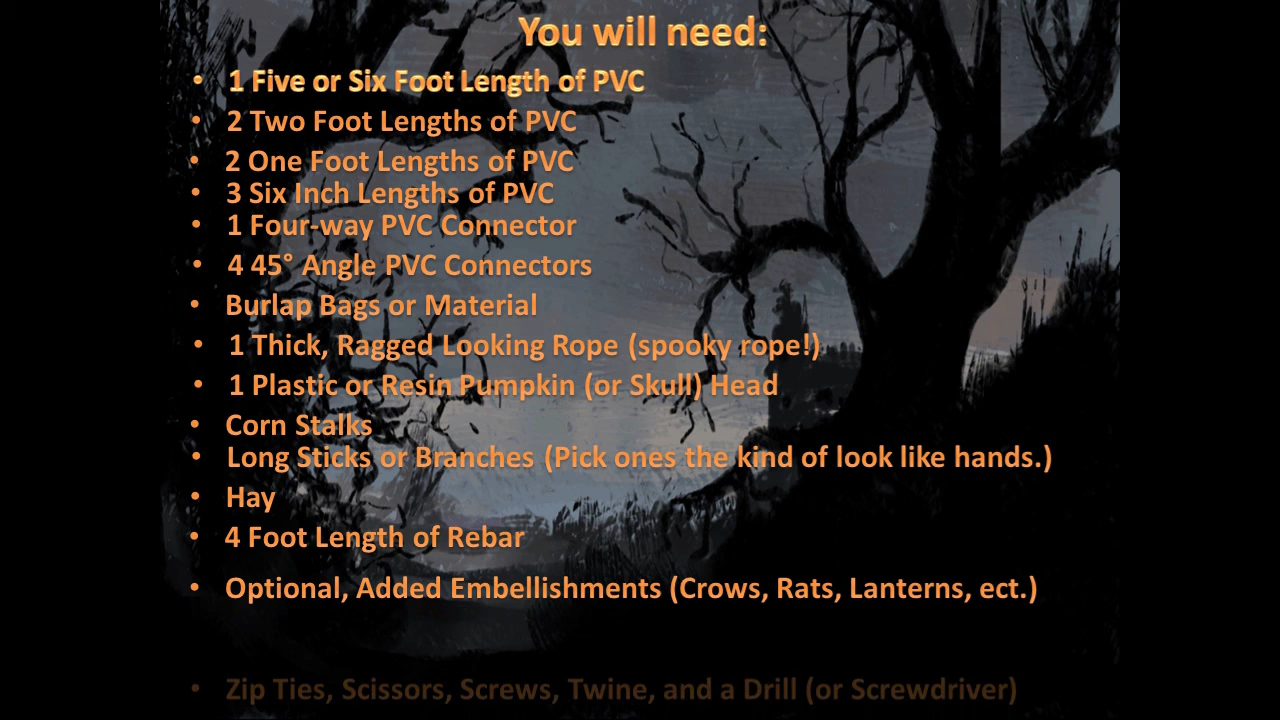 You will need:
• 1 Five or Six Foot Length of PVC
• 2 Two Foot Lengths of PVC
• 2 One Foot Lengths of PVC
• 3 Six Inch Lengths of PVC
• 1 Four-way PVC Connector
• 4 45° Angle PVC Connectors
• Burlap Bags or Material
• 1 Thick, Ragged Looking Rope (spooky rope!)
• 1 Plastic or Resin Pumpkin (or Skull) Head
• Corn Stalks
• Long Sticks or Branches (Pick ones the kind of look like hands.)
• Hay
• 4 Foot Length of Rebar
• Optional, Added Embellishments (Crows, Rats, Lanterns, ect.)
• Zip Ties, Scissors, Screws, Twine, and a Drill (or Screwdriver)